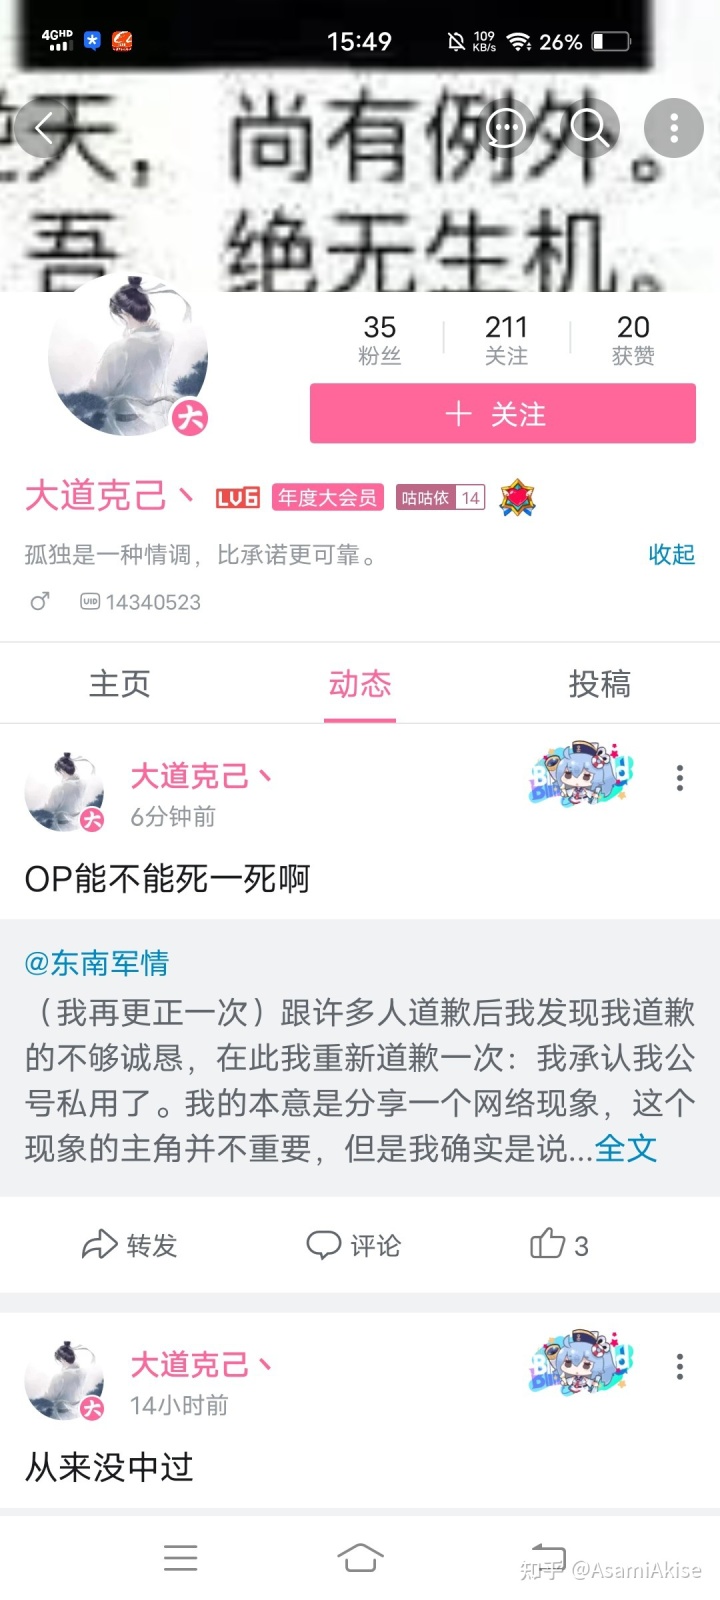 4GHD 15:49 109 KB/s 26%
逆天，尚有例外。
吾 绝无生机。
35 211 20
粉丝 关注 获赞
＋ 关注
大
大道克己丶 LV6 年度大会员 咕咕依 14
孤独是一种情调，比承诺更可靠。 收起
♂ UID 14340523
主页 动态 投稿
大道克己丶
6分钟前
大
OP能不能死一死啊
@东南军情
（我再更正一次）跟许多人道歉后我发现我道歉
的不够诚恳，在此我重新道歉一次：我承认我公
号私用了。我的本意是分享一个网络现象，这个
现象的主角并不重要，但是我确实是说...全文
转发 评论 3
大道克己丶
14小时前
大
从来没中过
知乎 @AsamiAkise